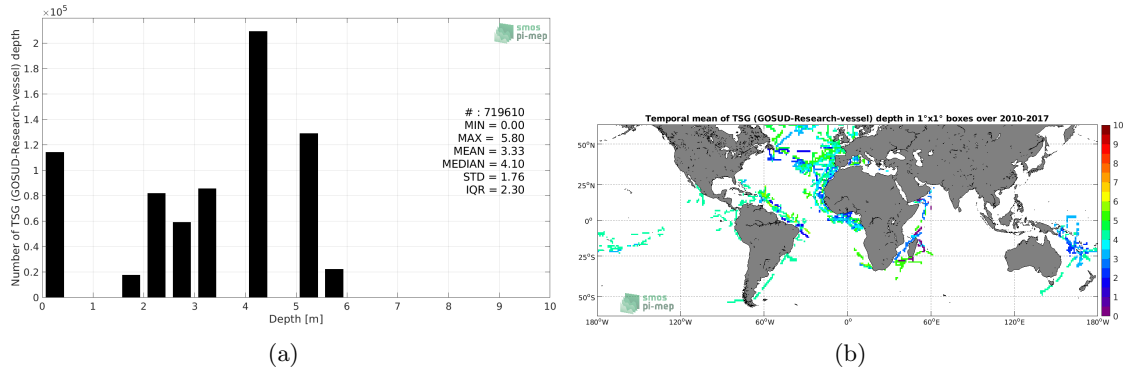 ×10⁵
2
1.8
1.6
1.4
1.2
1
0.8
0.6
0.4
0.2
0
Number of TSG (GOSUD-Research-vessel) depth
smos
pi-mep
# : 719610
MIN = 0.00
MAX = 5.80
MEAN = 3.33
MEDIAN = 4.10
STD = 1.76
IQR = 2.30
0 1 2 3 4 5 6 7 8 9 10
Depth [m]
(a)
Temporal mean of TSG (GOSUD-Research-vessel) depth in 1°x1° boxes over 2010-2017
50°N
25°N
0°
25°S
50°S
smos
pi-mep
180°W 120°W 60°W 0° 60°E 120°E 180°W
10
9
8
7
6
5
4
3
2
1
0
(b)